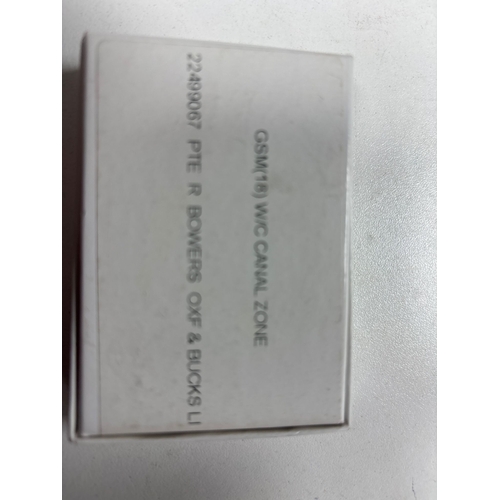 GSM(18) W/C CANAL ZONE
22499067 PTE R BOWERS OXF & BUCKS LI